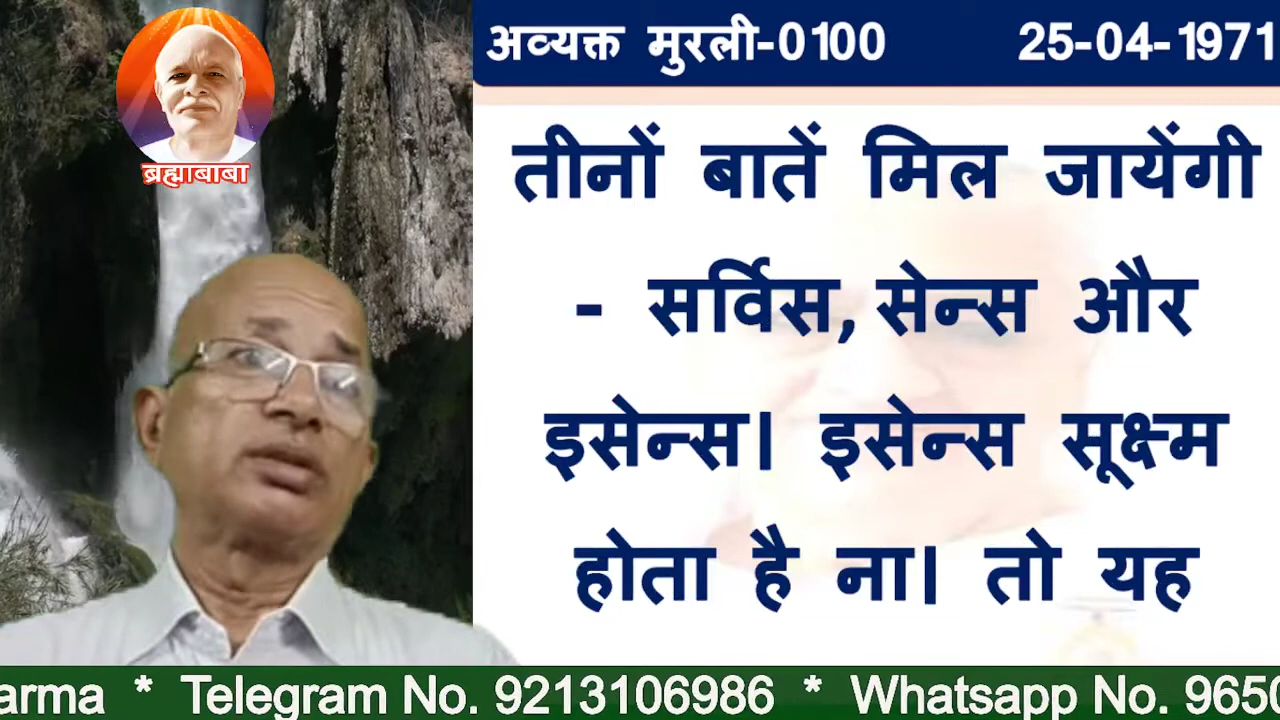 अव्यक्त मुरली-0100 25-04-1971
ब्रह्माबाबा
तीनों बातें मिल जायेंगी
- सर्विस, सेन्स और
इसेन्स। इसेन्स सूक्ष्म
होता है ना। तो यह
arma * Telegram No. 9213106986 * Whatsapp No. 9650